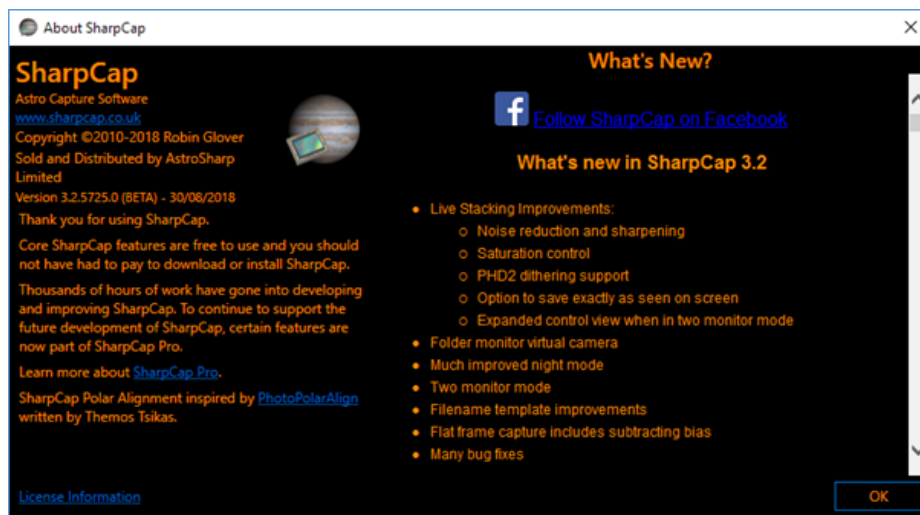 About SharpCap
SharpCap
Astro Capture Software
www.sharpcap.co.uk
Copyright ©2010-2018 Robin Glover
Sold and Distributed by AstroSharp
Limited
Version 3.2.5725.0 (BETA) - 30/08/2018
Thank you for using SharpCap.
Core SharpCap features are free to use and you should
not have had to pay to download or install SharpCap.
Thousands of hours of work have gone into developing
and improving SharpCap. To continue to support the
future development of SharpCap, certain features are
now part of SharpCap Pro.
Learn more about SharpCap Pro.
SharpCap Polar Alignment inspired by PhotoPolarAlign
written by Themos Tsikas.
License Information
What's New?
f
Follow SharpCap on Facebook
What's new in SharpCap 3.2
Live Stacking Improvements:
Noise reduction and sharpening
Saturation control
PHD2 dithering support
Option to save exactly as seen on screen
Expanded control view when in two monitor mode
Folder monitor virtual camera
Much improved night mode
Two monitor mode
Filename template improvements
Flat frame capture includes subtracting bias
Many bug fixes
OK